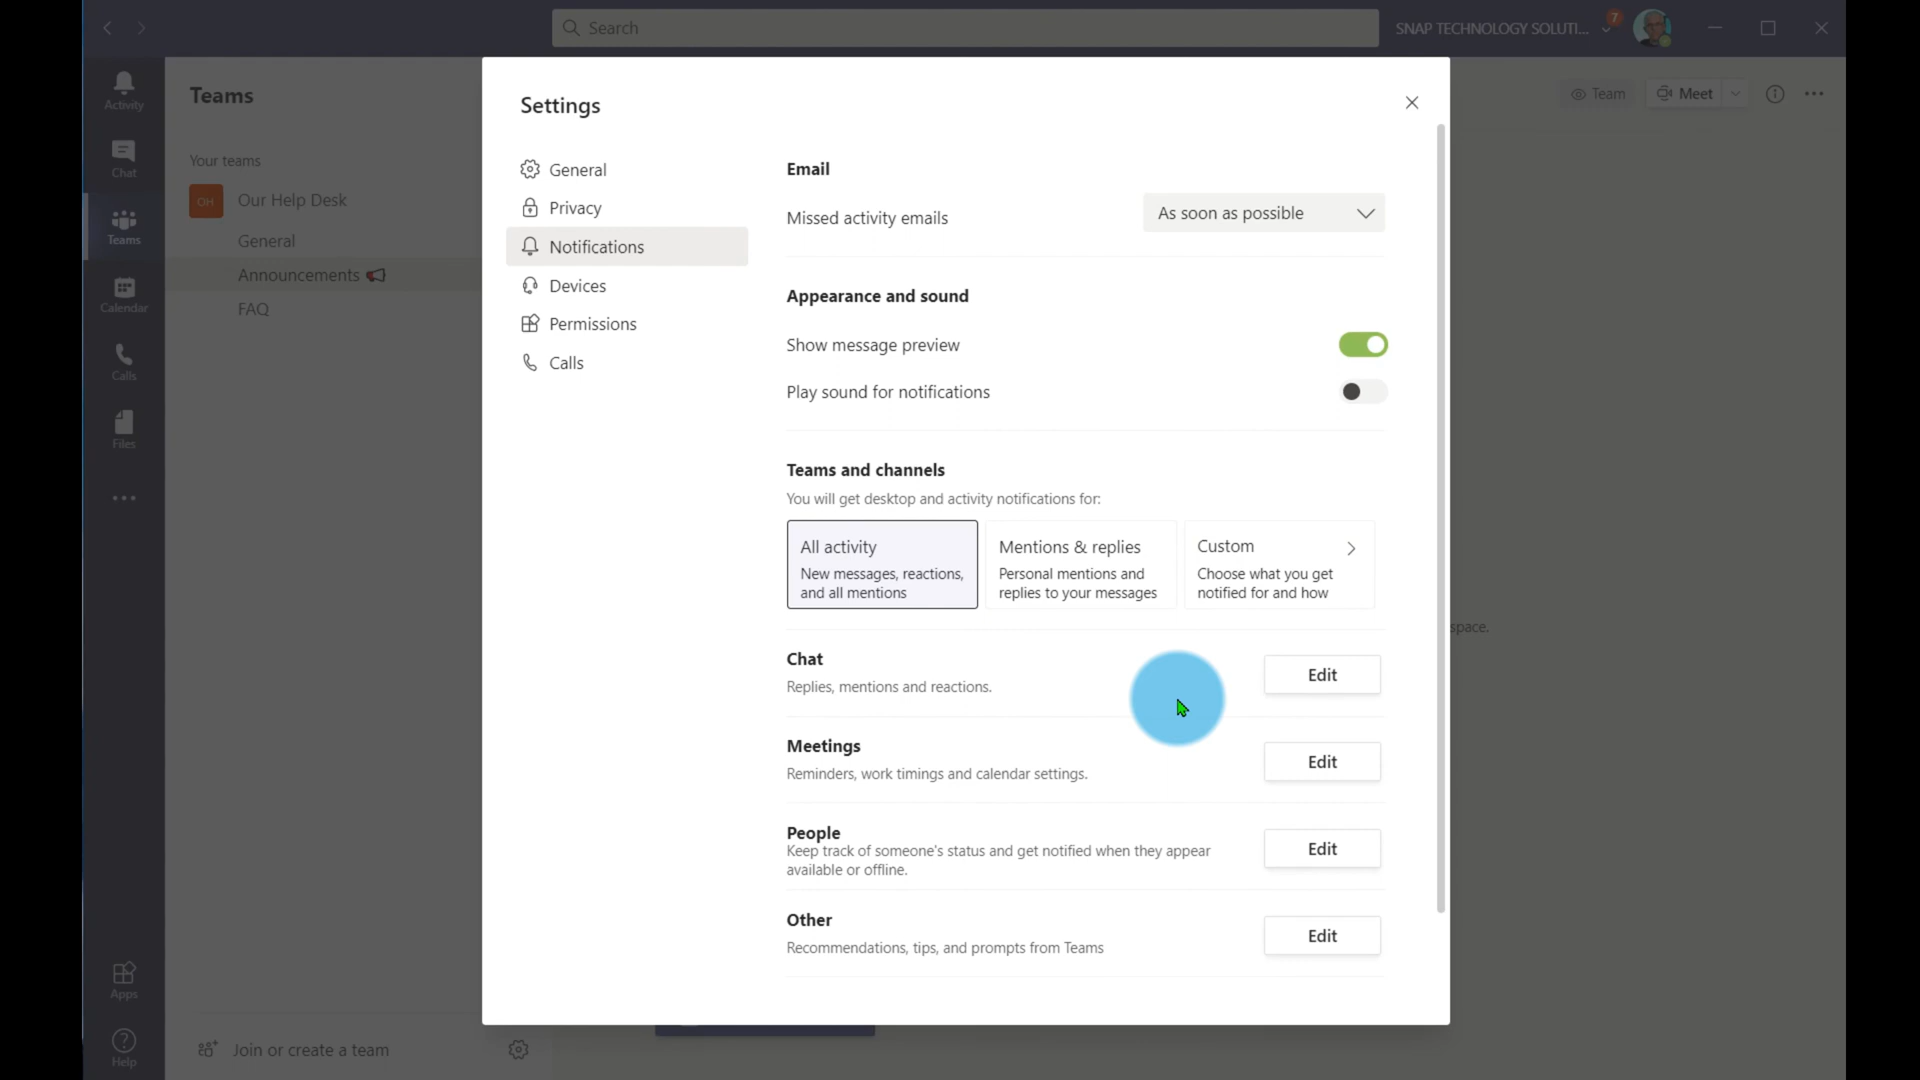 Search
SNAP TECHNOLOGY SOLUTI...
7
Activity
Chat
Teams
Calendar
Calls
Files
Apps
Help
Teams
Your teams
OH
Our Help Desk
General
Announcements
FAQ
Join or create a team
Team
Meet
space.
Settings
General
Privacy
Notifications
Devices
Permissions
Calls
Email
Missed activity emails
As soon as possible
Appearance and sound
Show message preview
Play sound for notifications
Teams and channels
You will get desktop and activity notifications for:
All activity
New messages, reactions,
and all mentions
Mentions & replies
Personal mentions and
replies to your messages
Custom
Choose what you get
notified for and how
Chat
Replies, mentions and reactions.
Edit
Meetings
Reminders, work timings and calendar settings.
Edit
People
Keep track of someone's status and get notified when they appear
available or offline.
Edit
Other
Recommendations, tips, and prompts from Teams
Edit